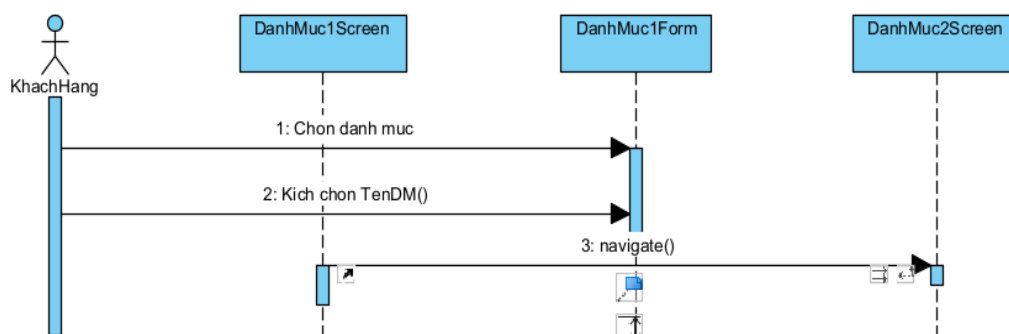 DanhMuc1Screen
DanhMuc1Form
DanhMuc2Screen
KhachHang
1: Chon danh muc
2: Kich chon TenDM()
3: navigate()